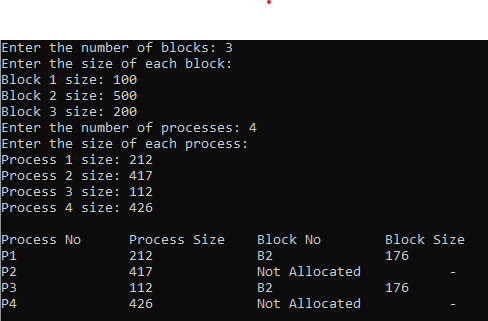 Enter the number of blocks: 3
Enter the size of each block:
Block 1 size: 100
Block 2 size: 500
Block 3 size: 200
Enter the number of processes: 4
Enter the size of each process:
Process 1 size: 212
Process 2 size: 417
Process 3 size: 112
Process 4 size: 426
Process No Process Size Block No Block Size
P1 212 B2 176
P2 417 Not Allocated -
P3 112 B2 176
P4 426 Not Allocated -